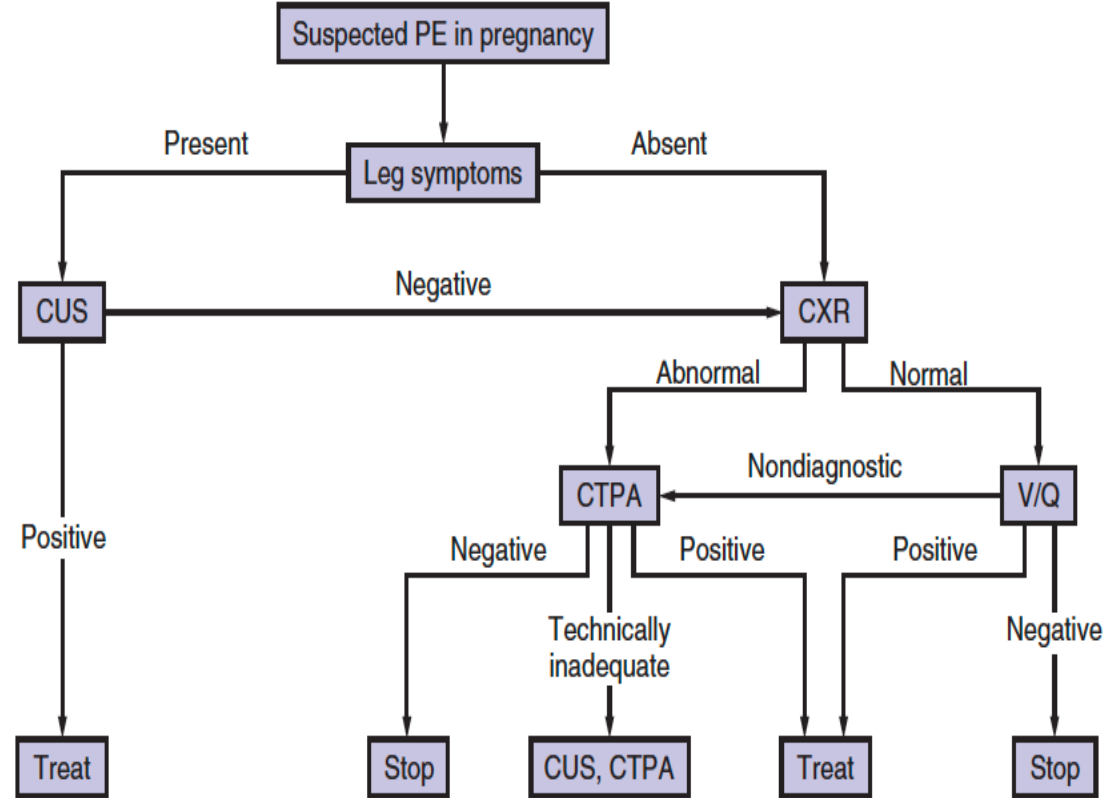 Suspected PE in pregnancy
Present
Absent
Leg symptoms
Negative
CUS
CXR
Abnormal
Normal
Nondiagnostic
CTPA
V/Q
Positive
Negative
Positive
Positive
Technically
inadequate
Negative
Treat
Stop
CUS, CTPA
Treat
Stop